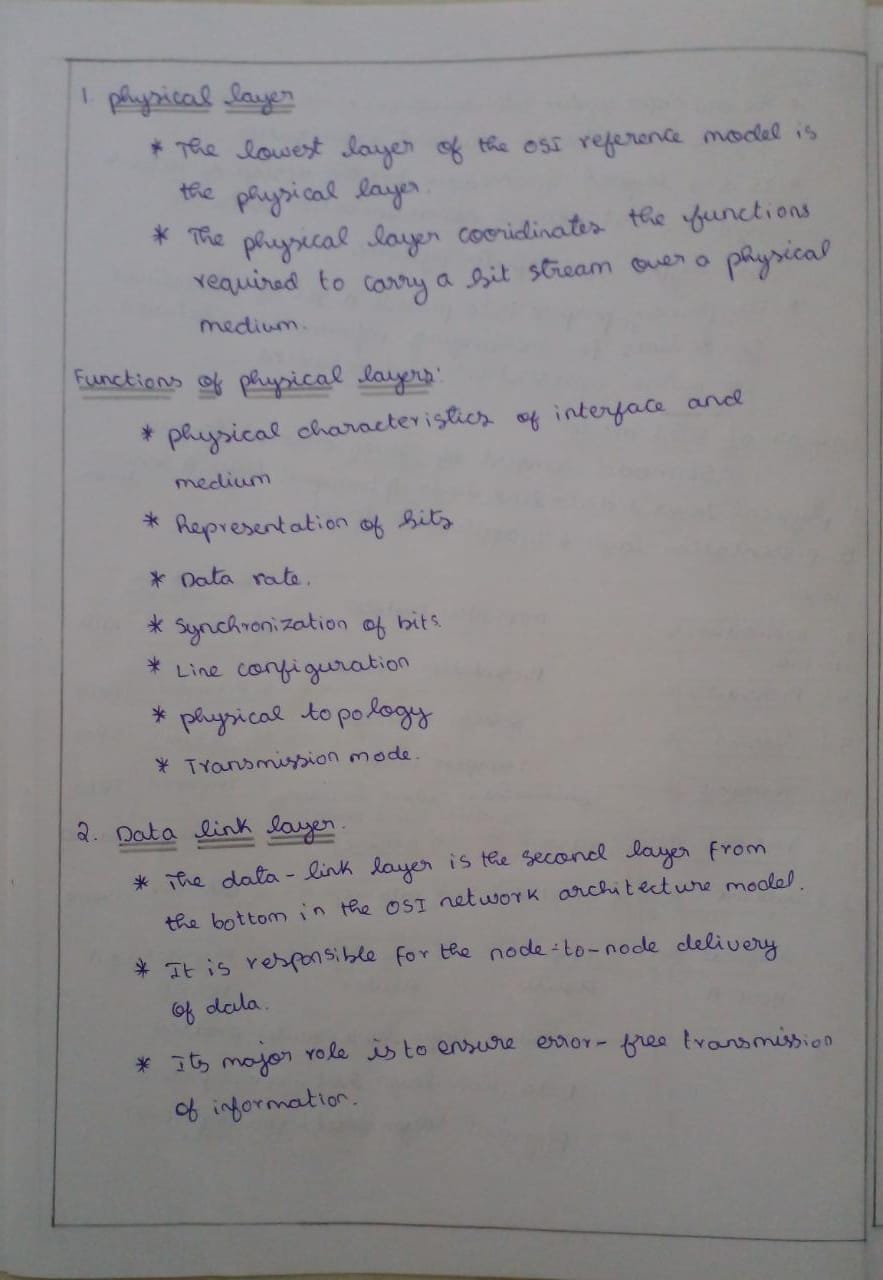 1. physical layer
* The lowest layer of the OSI reference model is
the physical layer.
* The physical layer cooridinates the functions
required to carry a bit stream over a physical
medium.
Functions of physical layers:
* physical characteristics of interface and
medium
* Representation of bits
* Data rate.
* Synchronization of bits.
* Line configuration
* physical topology
* Transmission mode.
2. Data link layer.
* The data-link layer is the second layer from
the bottom in the OSI network architecture model.
* It is responsible for the node-to-node delivery
of data.
* Its major role is to ensure error-free transmission
of information.